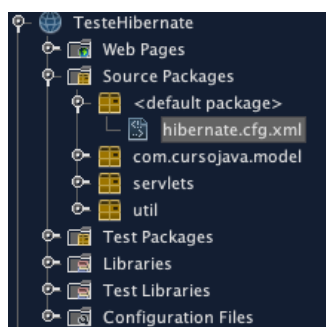 TesteHibernate
Web Pages
Source Packages
<default package>
hibernate.cfg.xml
com.cursojava.model
servlets
util
Test Packages
Libraries
Test Libraries
Configuration Files